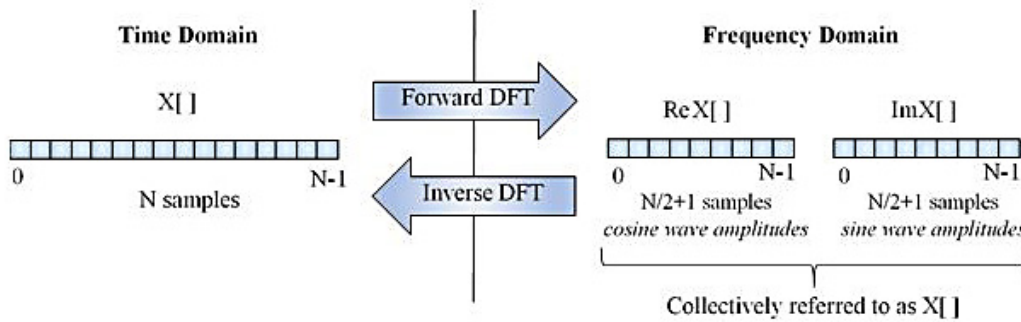 Time Domain
Frequency Domain
X[ ]
Forward DFT
ReX[ ]
ImX[ ]
0
N-1
N samples
Inverse DFT
0
N-1
0
N-1
N/2+1 samples
cosine wave amplitudes
N/2+1 samples
sine wave amplitudes
Collectively referred to as X[ ]